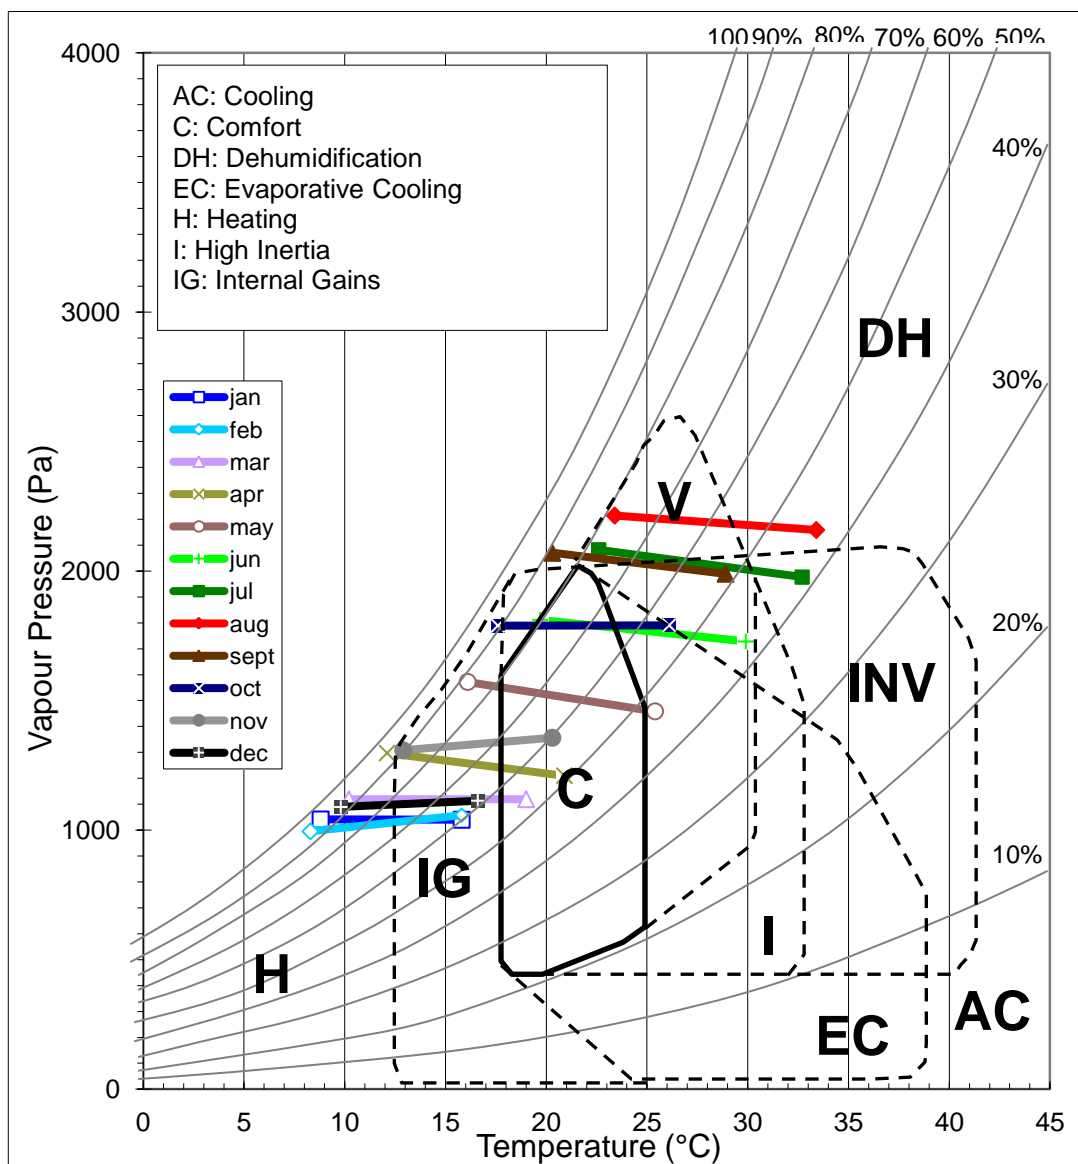 100 90% 80% 70% 60% 50%
4000
AC: Cooling
C: Comfort
DH: Dehumidification
EC: Evaporative Cooling
H: Heating
I: High Inertia
IG: Internal Gains
40%
3000
DH
30%
jan
feb
mar
apr
may
jun
jul
aug
sept
oct
nov
dec
V
2000
20%
INV
C
1000
10%
IG
I
H
AC
EC
0
0 5 10 15 20 25 30 35 40 45
Temperature (°C)
Vapour Pressure (Pa)